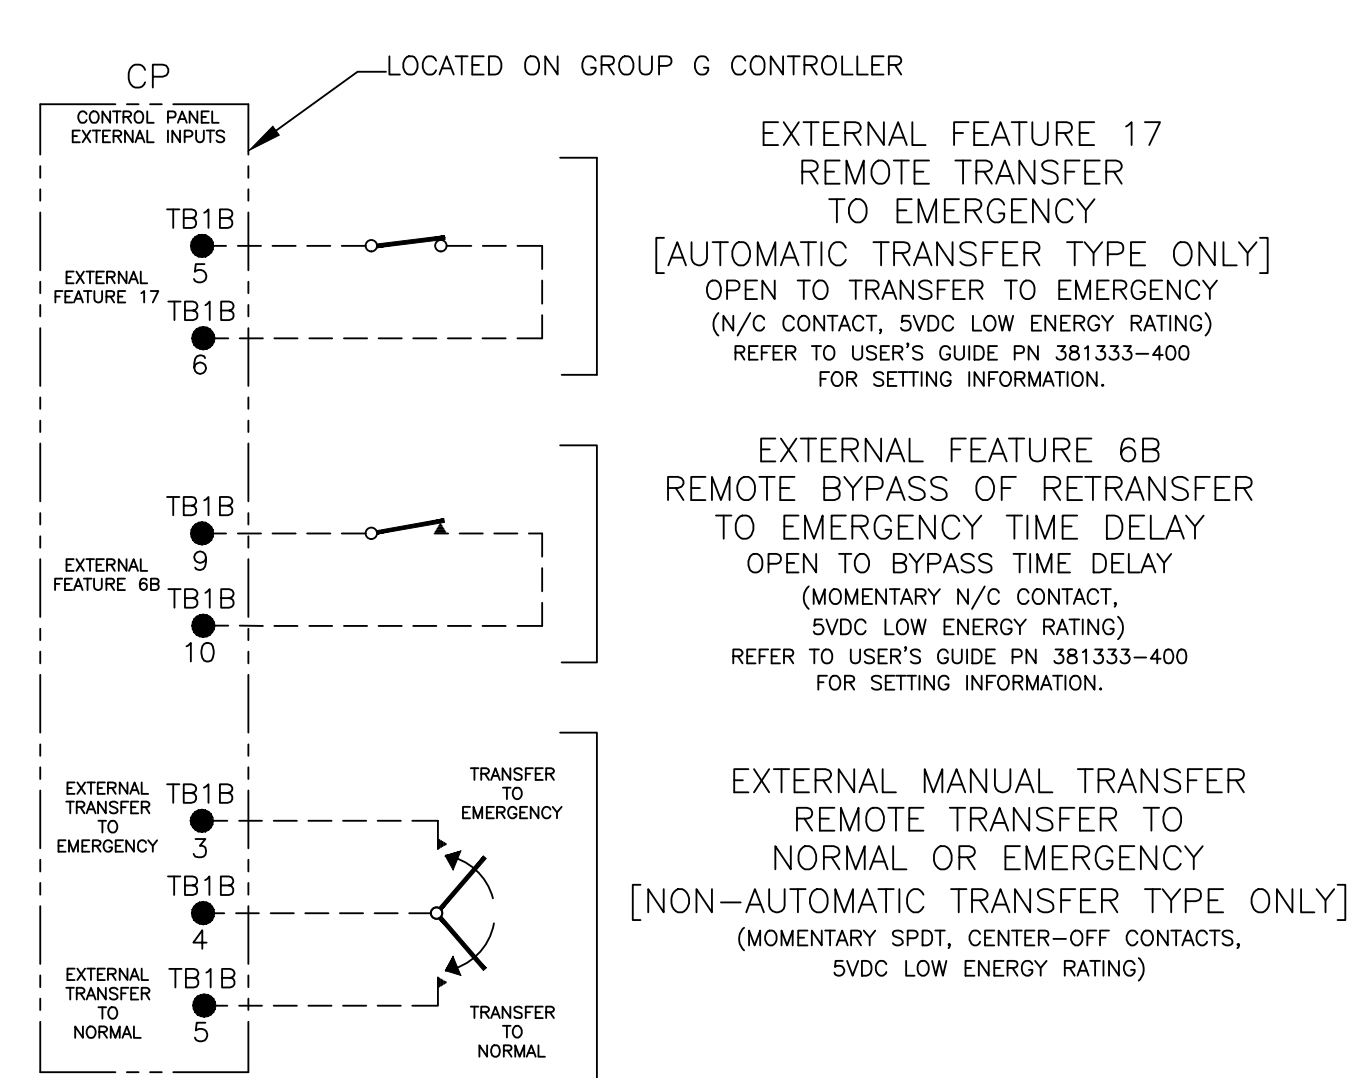 LOCATED ON GROUP G CONTROLLER
CP
CONTROL PANEL
EXTERNAL INPUTS
TB1B
5
EXTERNAL
FEATURE 17
TB1B
6
EXTERNAL FEATURE 17
REMOTE TRANSFER
TO EMERGENCY
[AUTOMATIC TRANSFER TYPE ONLY]
OPEN TO TRANSFER TO EMERGENCY
(N/C CONTACT, 5VDC LOW ENERGY RATING)
REFER TO USER'S GUIDE PN 381333-400
FOR SETTING INFORMATION.
TB1B
9
EXTERNAL
FEATURE 6B
TB1B
10
EXTERNAL FEATURE 6B
REMOTE BYPASS OF RETRANSFER
TO EMERGENCY TIME DELAY
OPEN TO BYPASS TIME DELAY
(MOMENTARY N/C CONTACT,
5VDC LOW ENERGY RATING)
REFER TO USER'S GUIDE PN 381333-400
FOR SETTING INFORMATION.
EXTERNAL
TRANSFER
TO
EMERGENCY
TB1B
3
TB1B
4
EXTERNAL
TRANSFER
TO
NORMAL
TB1B
5
TRANSFER
TO
EMERGENCY
TRANSFER
TO
NORMAL
EXTERNAL MANUAL TRANSFER
REMOTE TRANSFER TO
NORMAL OR EMERGENCY
[NON-AUTOMATIC TRANSFER TYPE ONLY]
(MOMENTARY SPDT, CENTER-OFF CONTACTS,
5VDC LOW ENERGY RATING)